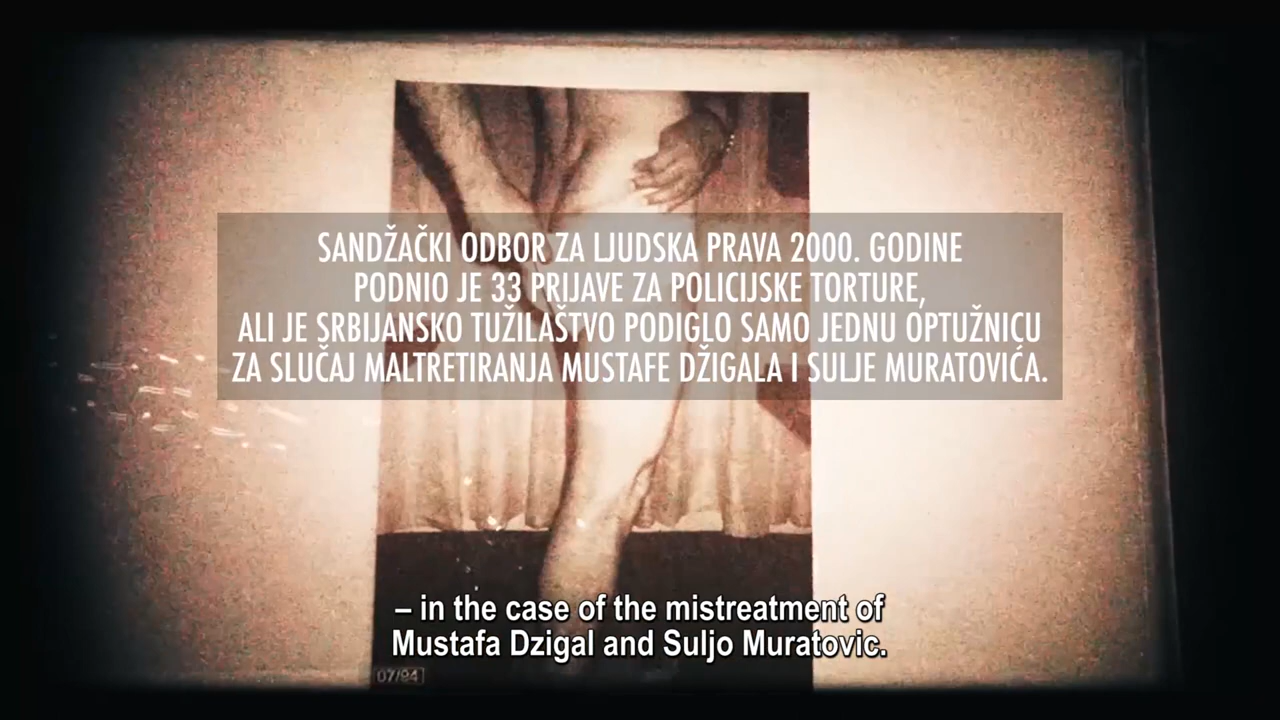 SANDŽAČKI ODBOR ZA LJUDSKA PRAVA 2000. GODINE
PODNIO JE 33 PRIJAVE ZA POLICIJSKE TORTURE,
ALI JE SRBIJANSKO TUŽILAŠTVO PODIGLO SAMO JEDNU OPTUŽNICU
ZA SLUČAJ MALTRETIRANJA MUSTAFE DŽIGALA I SULJE MURATOVIĆA.
– in the case of the mistreatment of
Mustafa Dzigal and Suljo Muratovic.
07/94